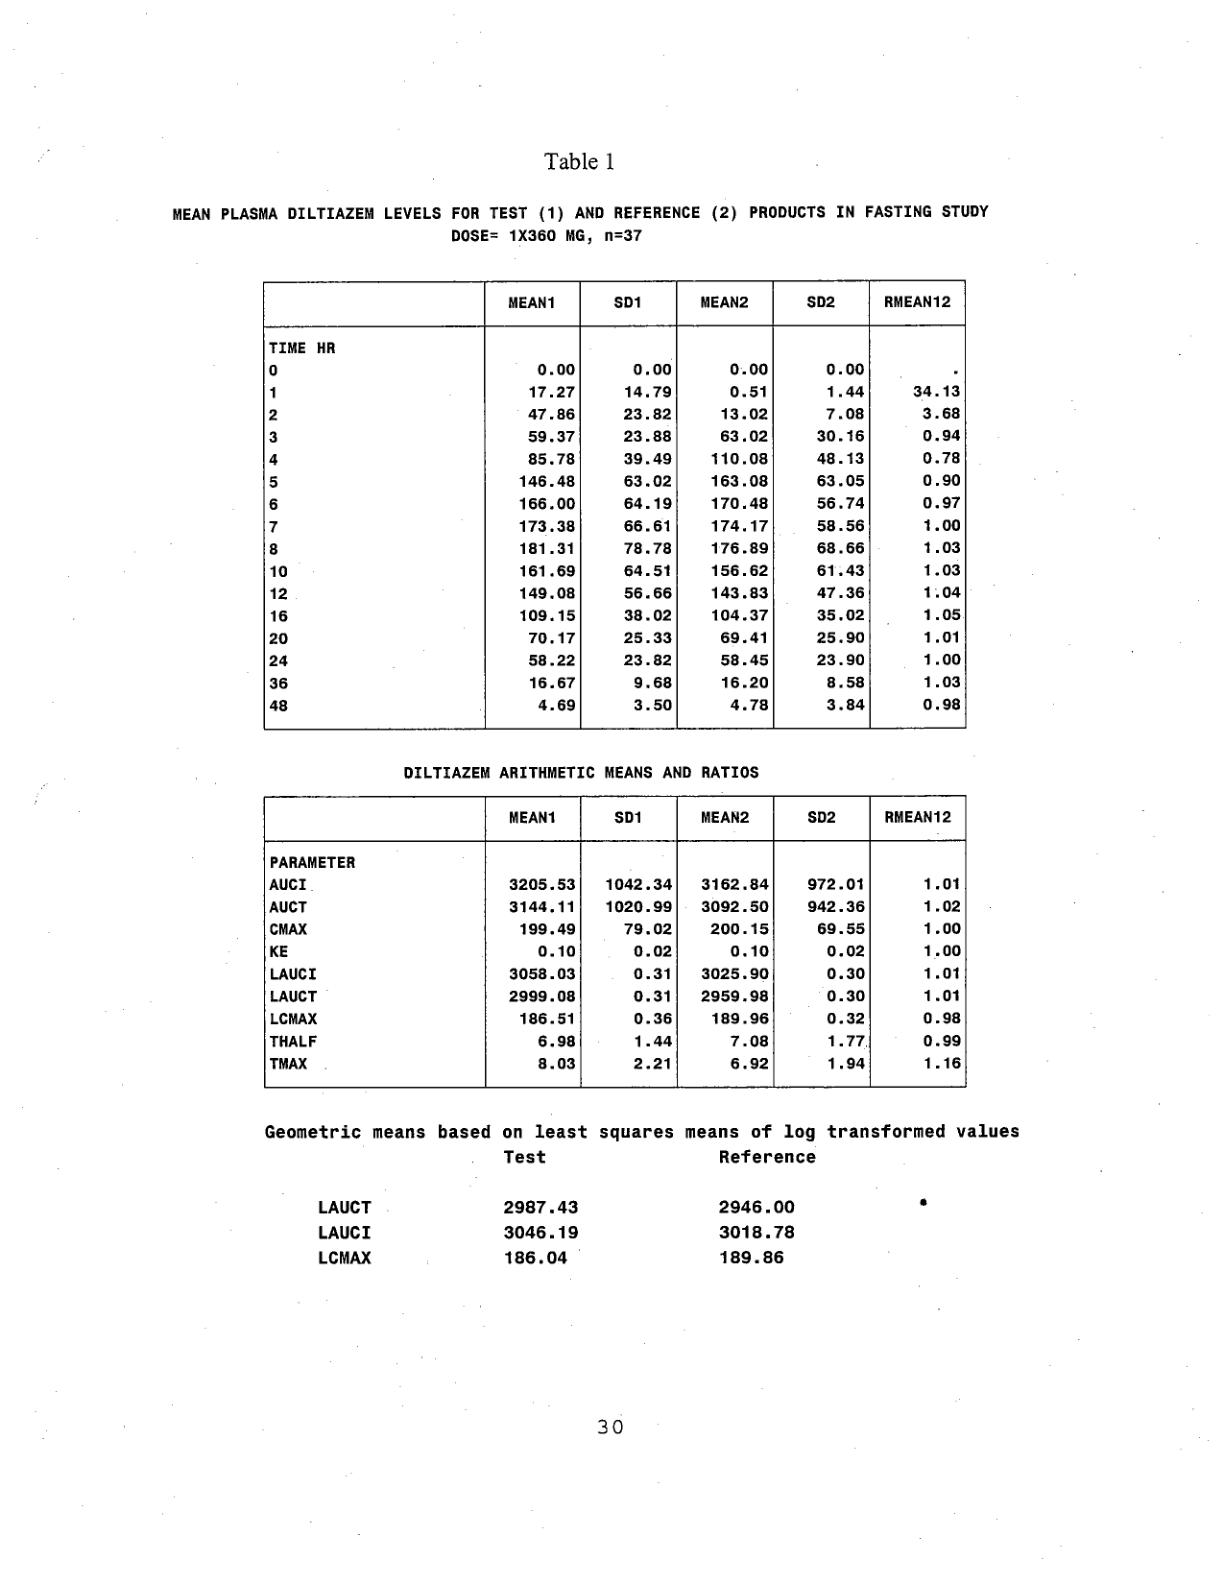 Table 1
MEAN PLASMA DILTIAZEM LEVELS FOR TEST (1) AND REFERENCE (2) PRODUCTS IN FASTING STUDY
DOSE= 1X360 MG, n=37
MEAN1 SD1 MEAN2 SD2 RMEAN12
TIME HR
0 0.00 0.00 0.00 0.00 .
1 17.27 14.79 0.51 1.44 34.13
2 47.86 23.82 13.02 7.08 3.68
3 59.37 23.88 63.02 30.16 0.94
4 85.78 39.49 110.08 48.13 0.78
5 146.48 63.02 163.08 63.05 0.90
6 166.00 64.19 170.48 56.74 0.97
7 173.38 66.61 174.17 58.56 1.00
8 181.31 78.78 176.89 68.66 1.03
10 161.69 64.51 156.62 61.43 1.03
12 149.08 56.66 143.83 47.36 1.04
16 109.15 38.02 104.37 35.02 1.05
20 70.17 25.33 69.41 25.90 1.01
24 58.22 23.82 58.45 23.90 1.00
36 16.67 9.68 16.20 8.58 1.03
48 4.69 3.50 4.78 3.84 0.98
DILTIAZEM ARITHMETIC MEANS AND RATIOS
MEAN1 SD1 MEAN2 SD2 RMEAN12
PARAMETER
AUCI 3205.53 1042.34 3162.84 972.01 1.01
AUCT 3144.11 1020.99 3092.50 942.36 1.02
CMAX 199.49 79.02 200.15 69.55 1.00
KE 0.10 0.02 0.10 0.02 1.00
LAUCI 3058.03 0.31 3025.90 0.30 1.01
LAUCT 2999.08 0.31 2959.98 0.30 1.01
LCMAX 186.51 0.36 189.96 0.32 0.98
THALF 6.98 1.44 7.08 1.77 0.99
TMAX 8.03 2.21 6.92 1.94 1.16
Geometric means based on least squares means of log transformed values
Test Reference
LAUCT 2987.43 2946.00
LAUCI 3046.19 3018.78
LCMAX 186.04 189.86
30